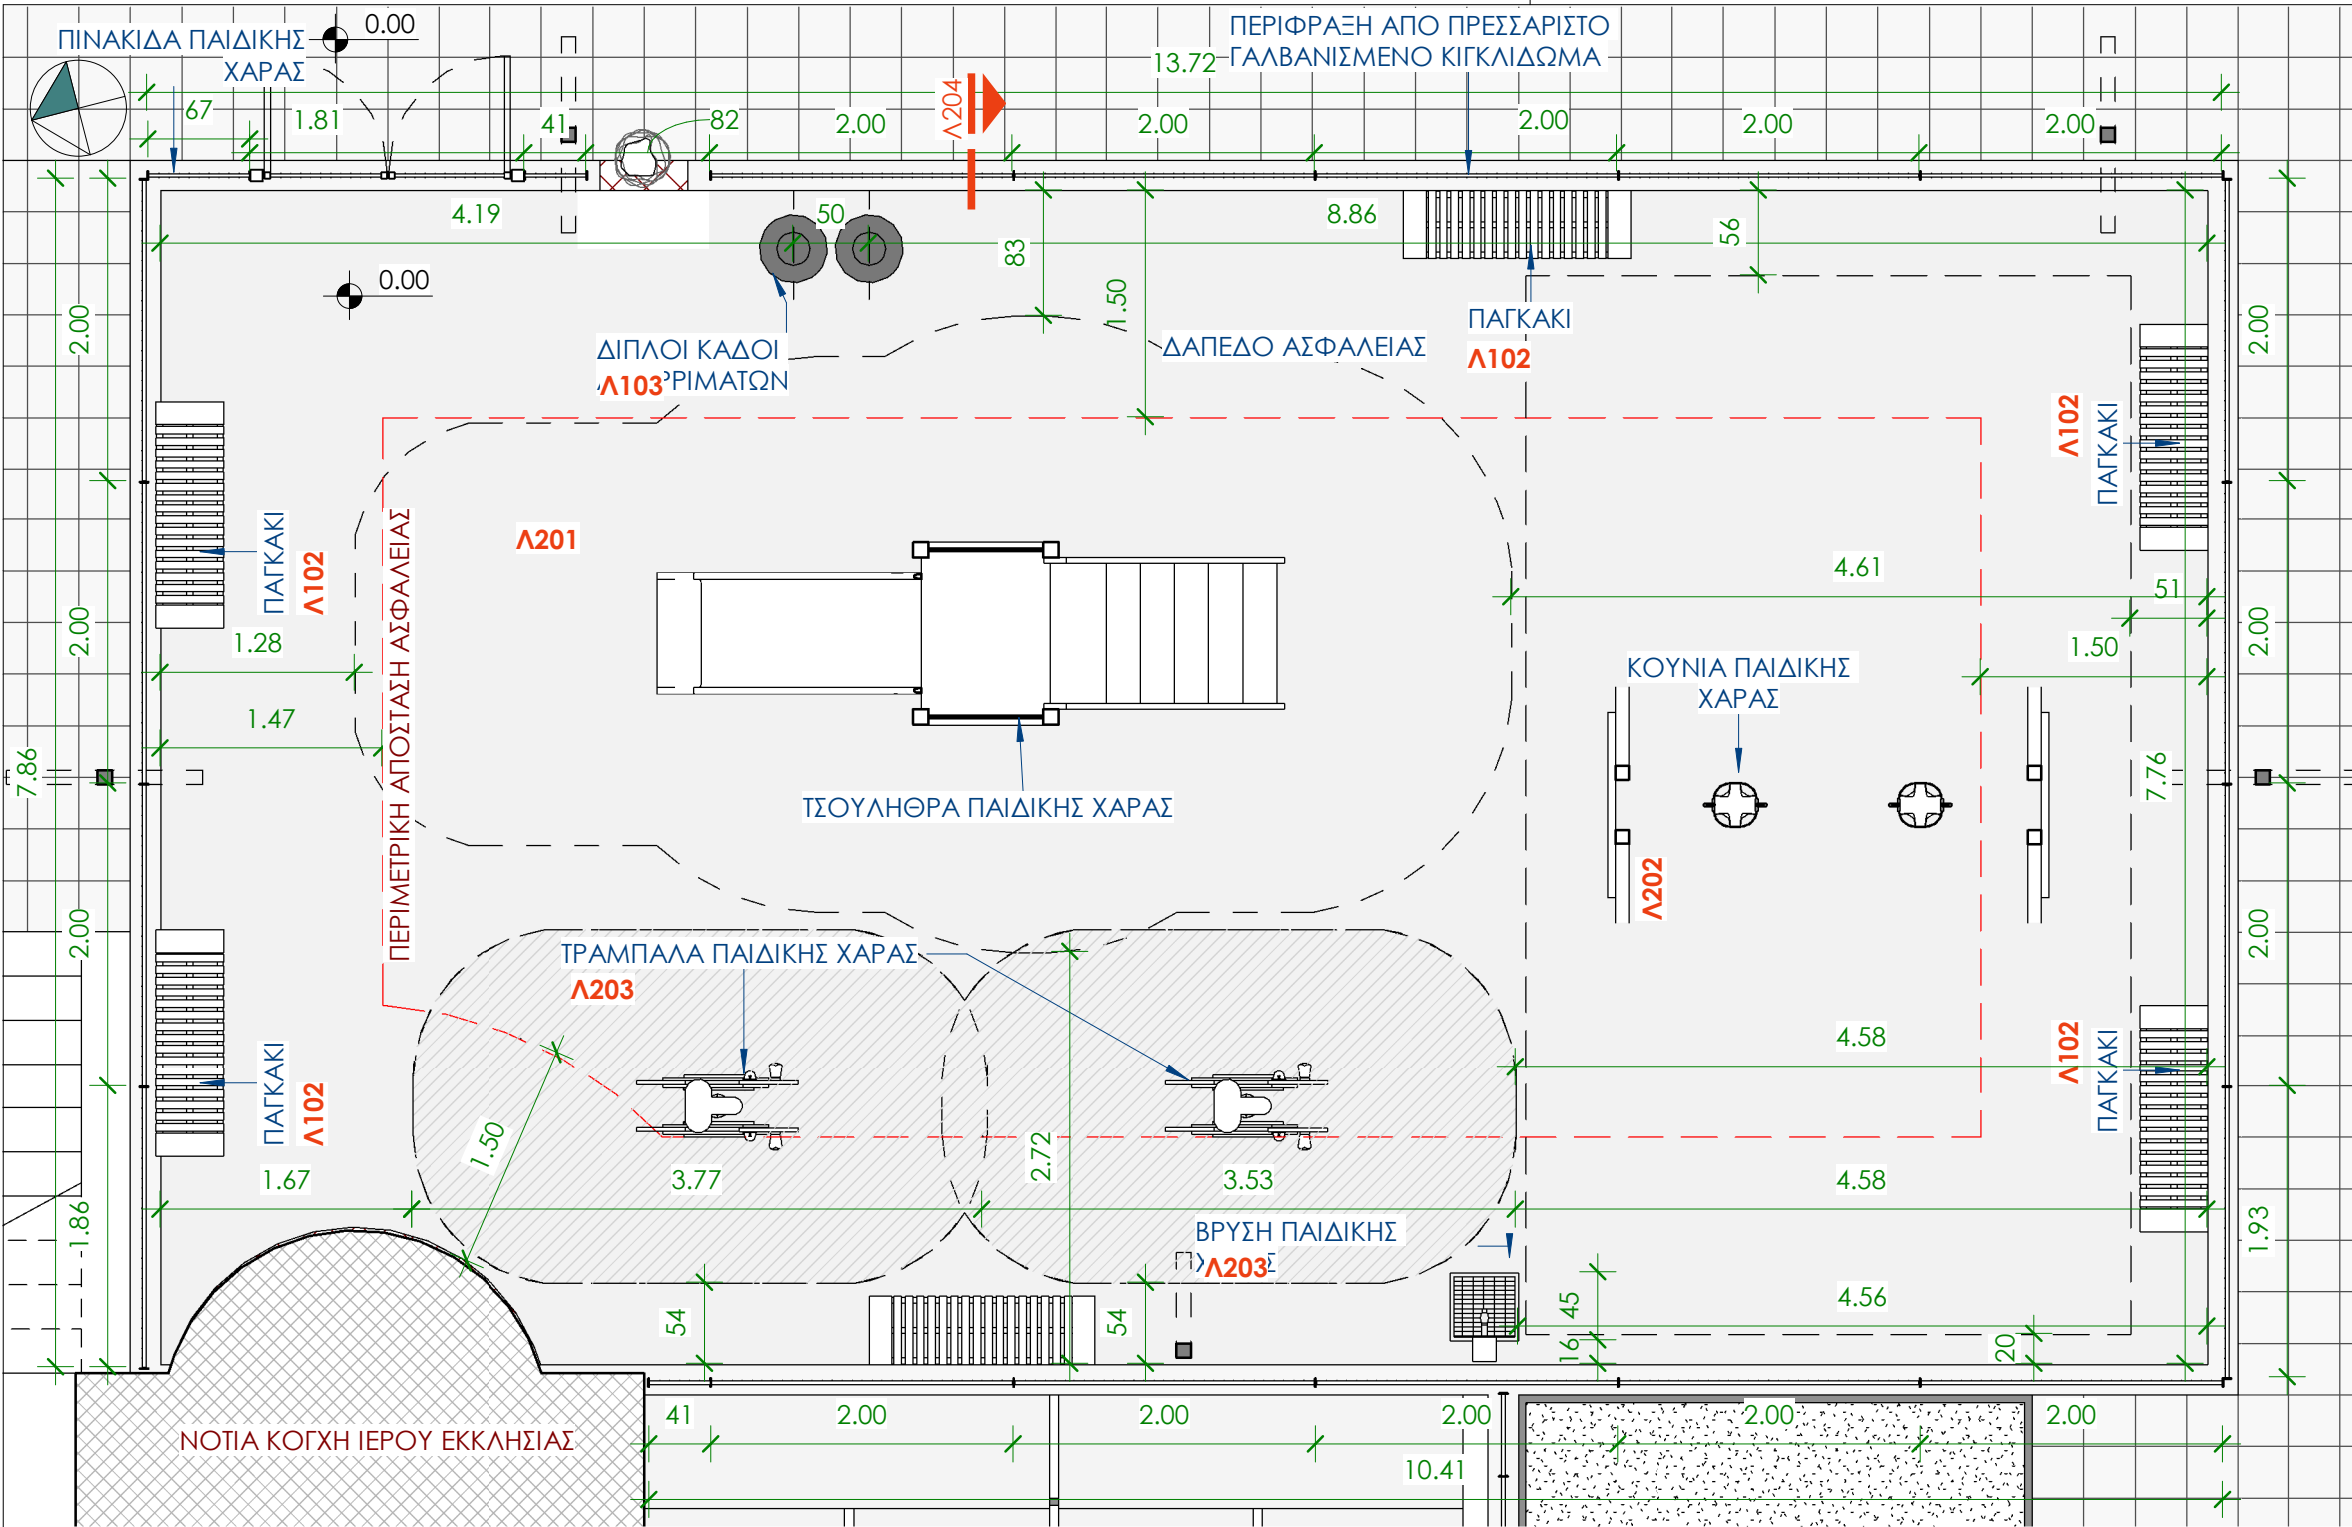 ΠΙΝΑΚΙΔΑ ΠΑΙΔΙΚΗΣ
ΧΑΡΑΣ
0.00
ΠΕΡΙΦΡΑΞΗ ΑΠΟ ΠΡΕΣΣΑΡΙΣΤΟ
ΓΑΛΒΑΝΙΣΜΕΝΟ ΚΙΓΚΛΙΔΩΜΑ
13.72
67
1.81
41
82
2.00
Λ204
2.00
2.00
2.00
2.00
4.19
50
83
8.86
56
0.00
1.50
2.00
2.00
ΔΙΠΛΟΙ ΚΑΔΟΙ
Λ103 ΡΡΙΜΑΤΩΝ
ΔΑΠΕΔΟ ΑΣΦΑΛΕΙΑΣ
ΠΑΓΚΑΚΙ
Λ102
Λ102
ΠΑΓΚΑΚΙ
Λ201
ΠΑΓΚΑΚΙ
Λ102
ΠΕΡΙΜΕΤΡΙΚΗ ΑΠΟΣΤΑΣΗ ΑΣΦΑΛΕΙΑΣ
4.61
51
2.00
1.28
2.00
1.50
1.47
ΚΟΥΝΙΑ ΠΑΙΔΙΚΗΣ
ΧΑΡΑΣ
7.86
7.76
ΤΣΟΥΛΗΘΡΑ ΠΑΙΔΙΚΗΣ ΧΑΡΑΣ
Λ202
2.00
2.00
ΤΡΑΜΠΑΛΑ ΠΑΙΔΙΚΗΣ ΧΑΡΑΣ
Λ203
4.58
Λ102
ΠΑΓΚΑΚΙ
ΠΑΓΚΑΚΙ
Λ102
1.50
2.72
1.67
3.77
3.53
4.58
1.86
1.93
ΒΡΥΣΗ ΠΑΙΔΙΚΗΣ
Λ203
54
54
45
16
4.56
20
41
2.00
2.00
2.00
2.00
2.00
ΝΟΤΙΑ ΚΟΓΧΗ ΙΕΡΟΥ ΕΚΚΛΗΣΙΑΣ
10.41